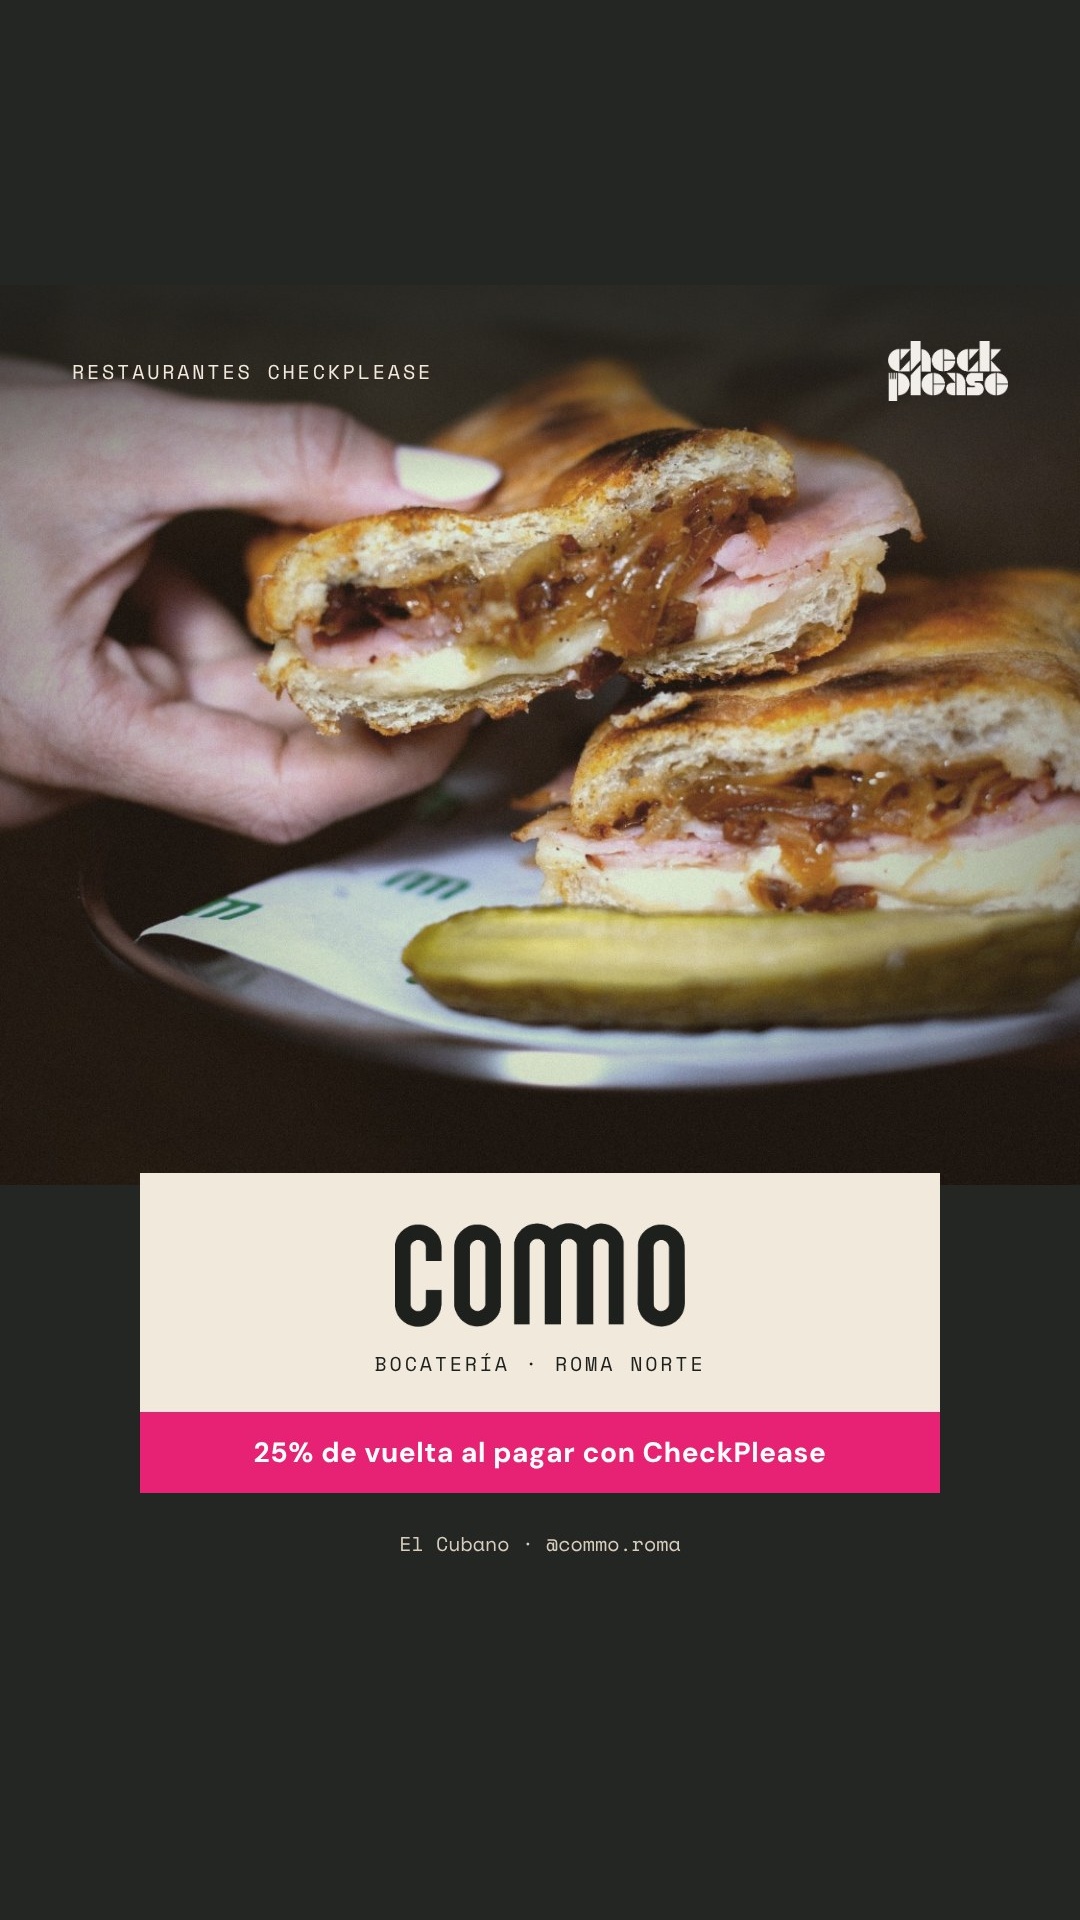 RESTAURANTES CHECKPLEASE
check
please
COMMO
BOCATERÍA · ROMA NORTE
25% de vuelta al pagar con CheckPlease
El Cubano · @commo.roma